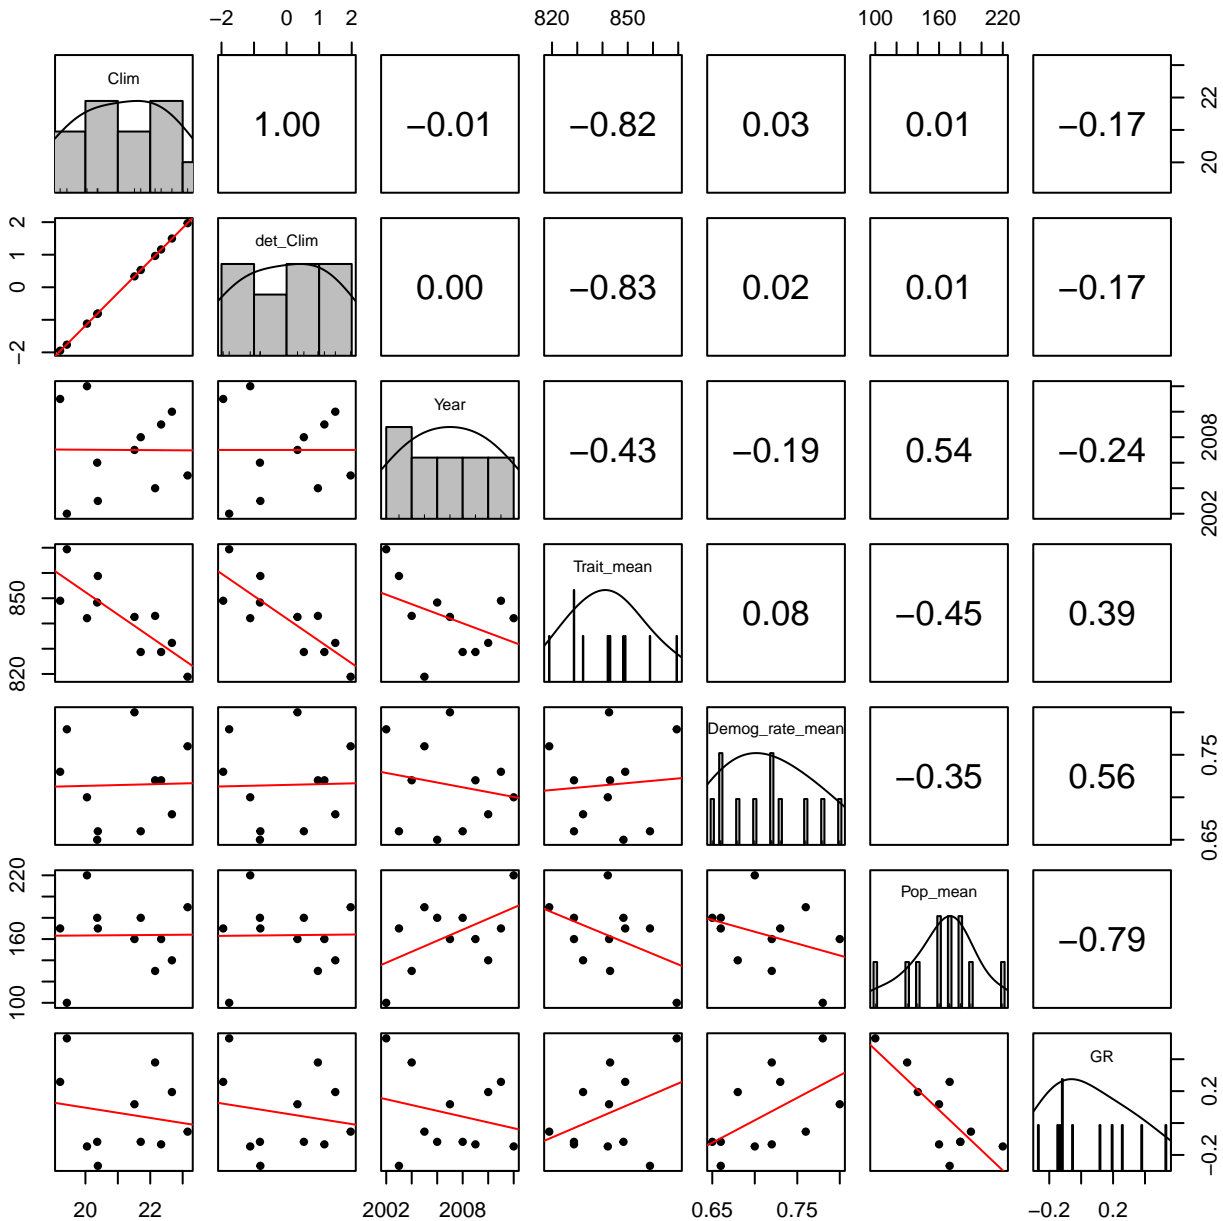 −2 0 1 2 820 850 100 160 220
Clim
1.00 −0.01 −0.82 0.03 0.01 −0.17
20 22
−2 0 1 2
det_Clim
0.00 −0.83 0.02 0.01 −0.17
Year
−0.43 −0.19 0.54 −0.24
2002 2008
820 850
Trait_mean
0.08 −0.45 0.39
Demog_rate_mean
−0.35 0.56
0.65 0.75
100 160 220
Pop_mean
−0.79
GR
−0.2 0.2
20 22 2002 2008 0.65 0.75 −0.2 0.2